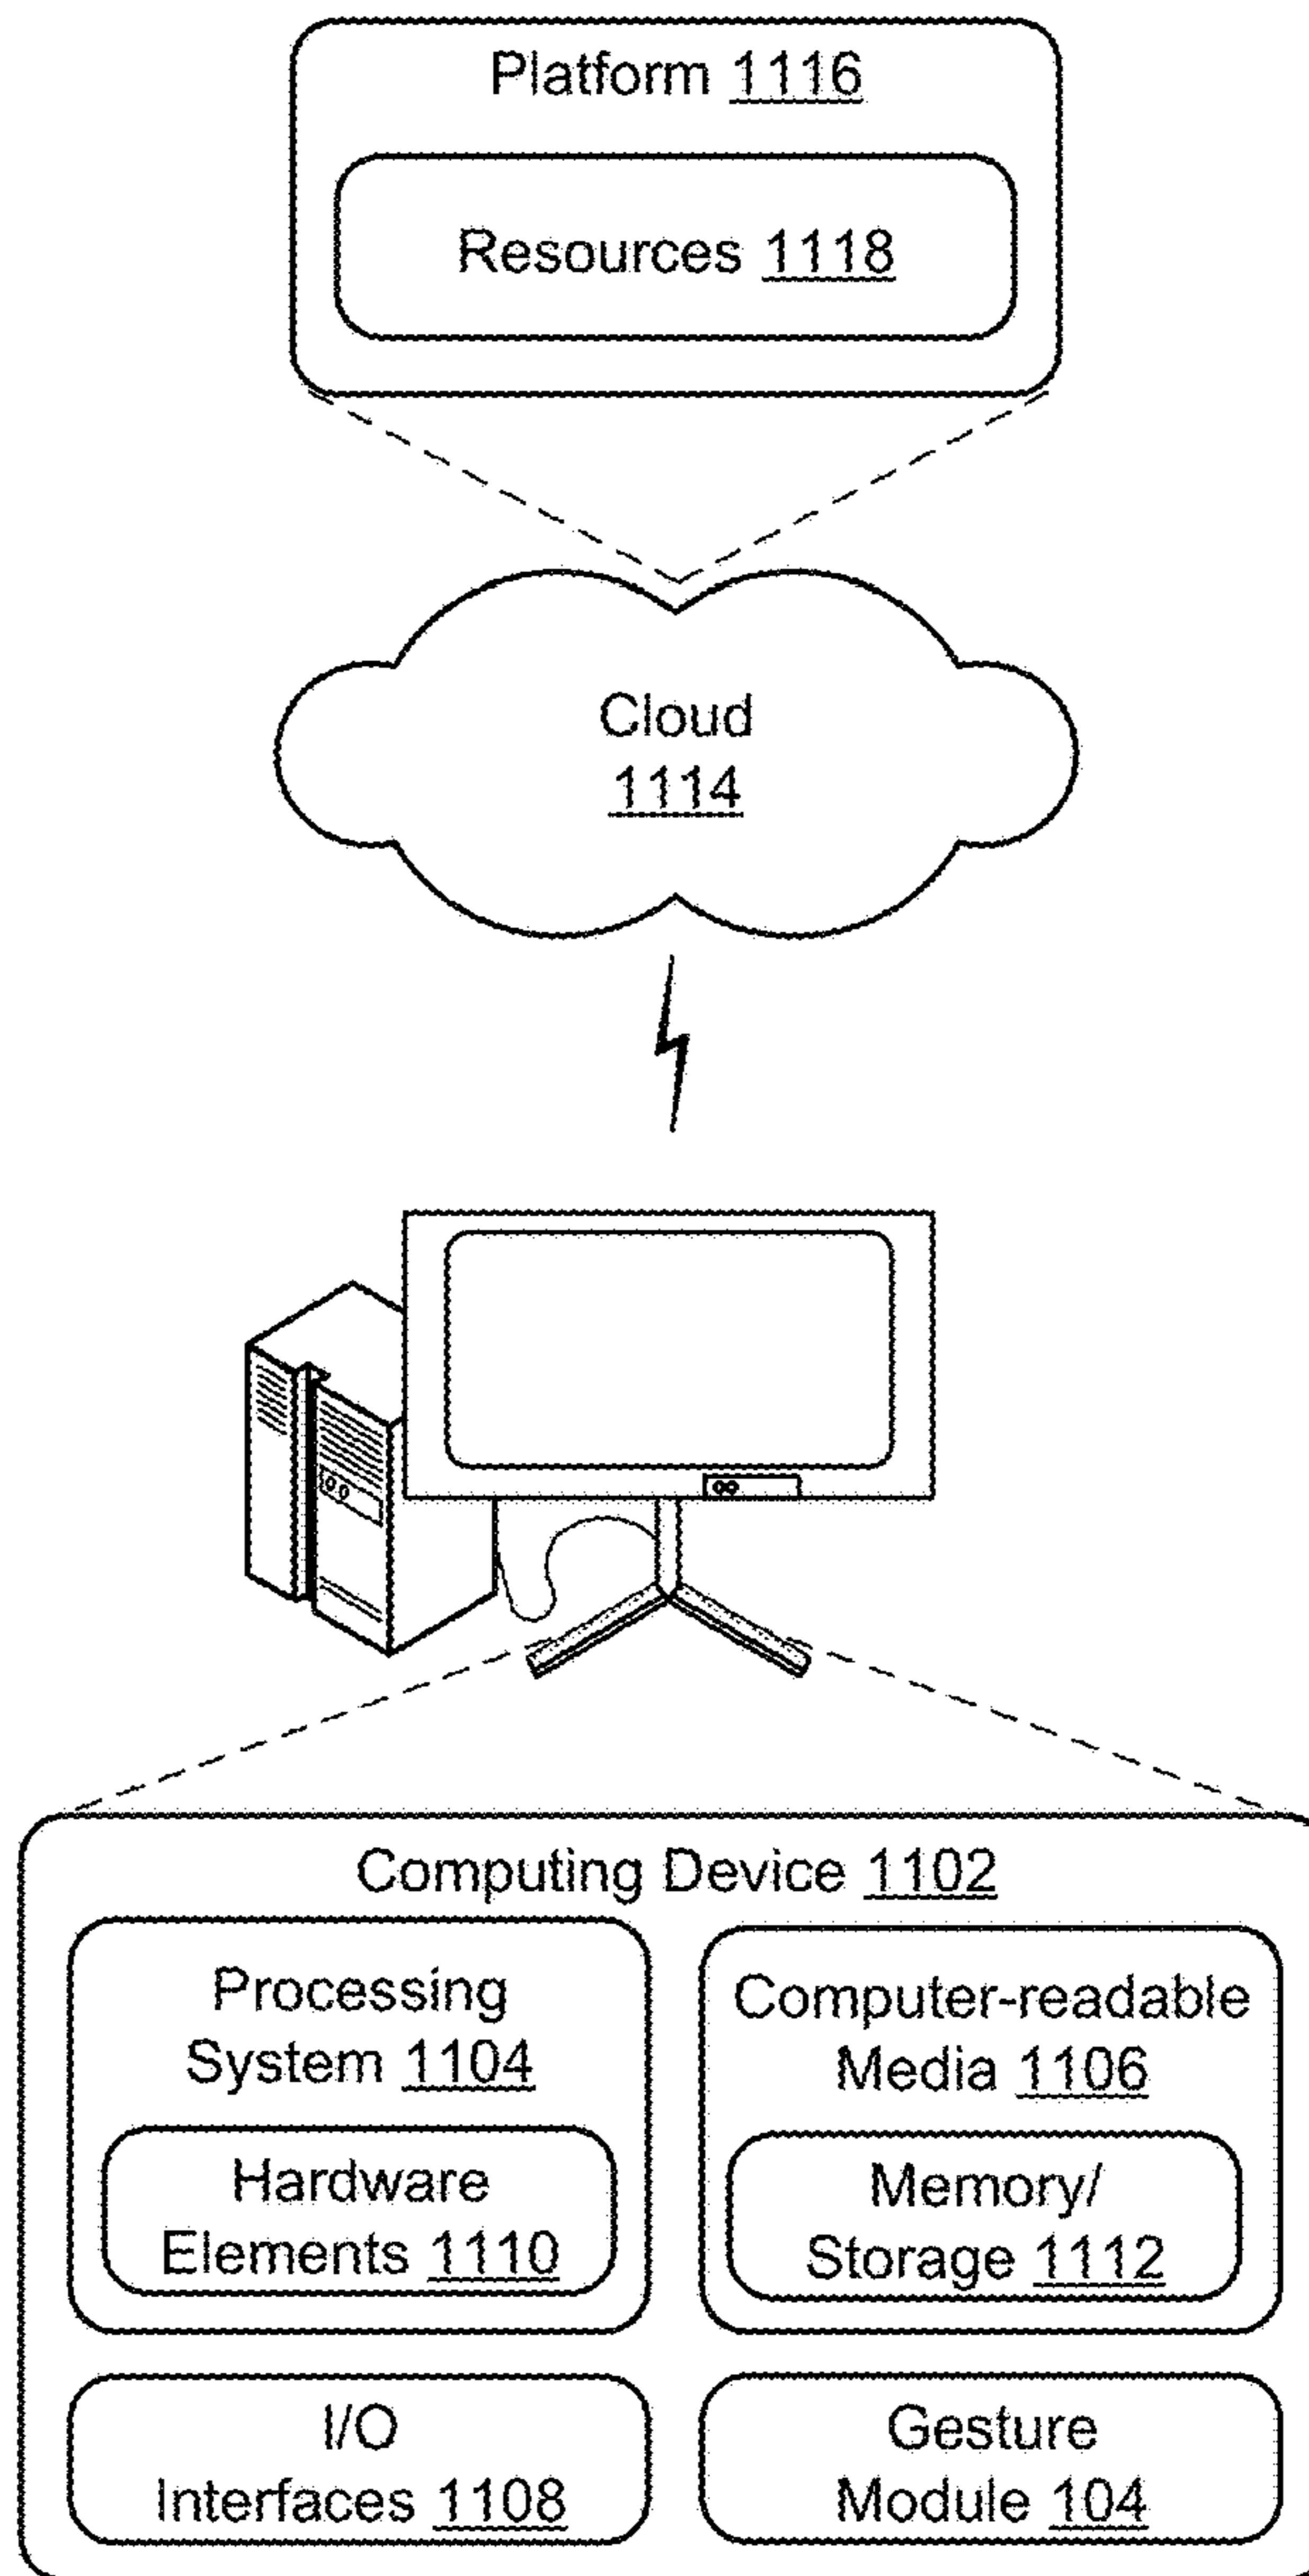 Platform 1116
Resources 1118
Cloud
1114
Computing Device 1102
Processing
System 1104
Hardware
Elements 1110
Computer-readable
Media 1106
Memory/
Storage 1112
I/O
Interfaces 1108
Gesture
Module 104